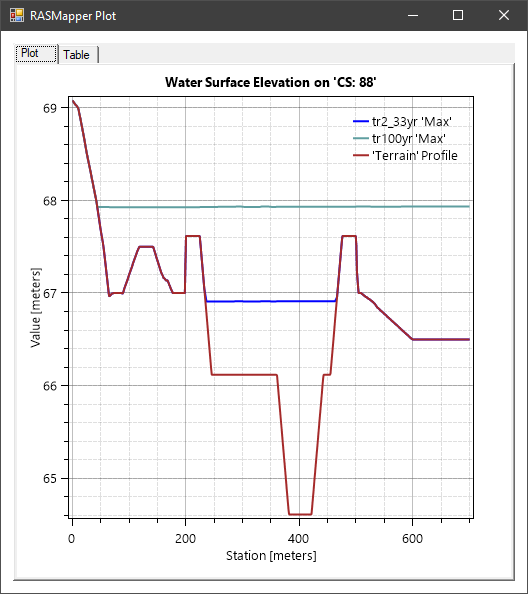 RASMapper Plot
Plot Table
Water Surface Elevation on 'CS: 88'
tr2_33yr 'Max'
tr100yr 'Max'
'Terrain' Profile
69
68
67
66
65
Value [meters]
0 200 400 600
Station [meters]